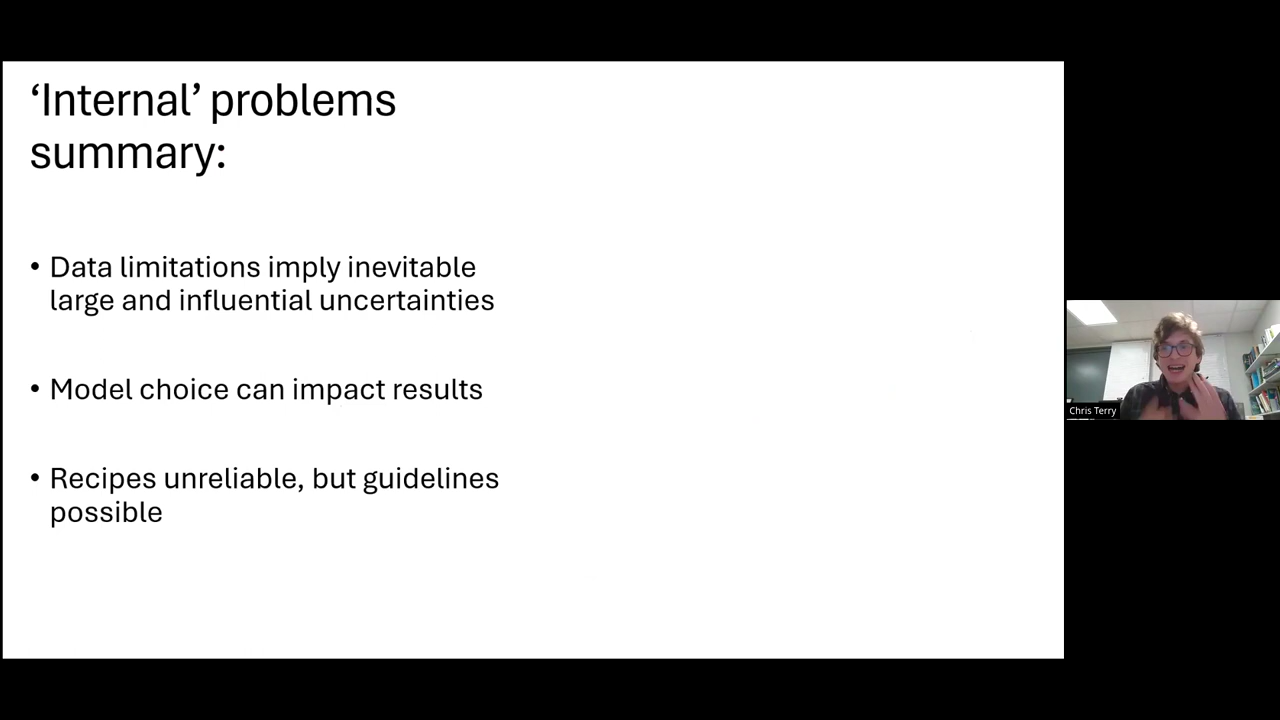 ‘Internal’ problems
summary:
• Data limitations imply inevitable
large and influential uncertainties
• Model choice can impact results
• Recipes unreliable, but guidelines
possible
Chris Terry